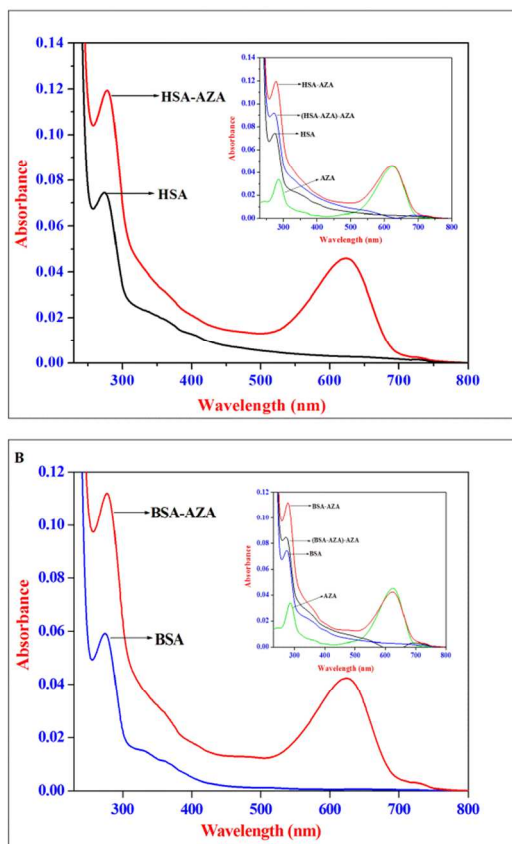 0.14
0.12
0.10
0.08
0.06
0.04
0.02
0.00
Absorbance
HSA-AZA
HSA
300 400 500 600 700 800
Wavelength (nm)
0.14
0.12
0.10
0.08
0.06
0.04
0.02
0.00
Absorbance
HSA-AZA
(HSA-AZA)-AZA
HSA
AZA
300 400 500 600 700 800
Wavelength (nm)
B
0.12
0.10
0.08
0.06
0.04
0.02
0.00
Absorbance
BSA-AZA
BSA
300 400 500 600 700 800
Wavelength (nm)
0.12
0.10
0.08
0.06
0.04
0.02
0.00
Absorbance
BSA-AZA
(BSA-AZA)-AZA
BSA
AZA
300 400 500 600 700 800
Wavelength (nm)